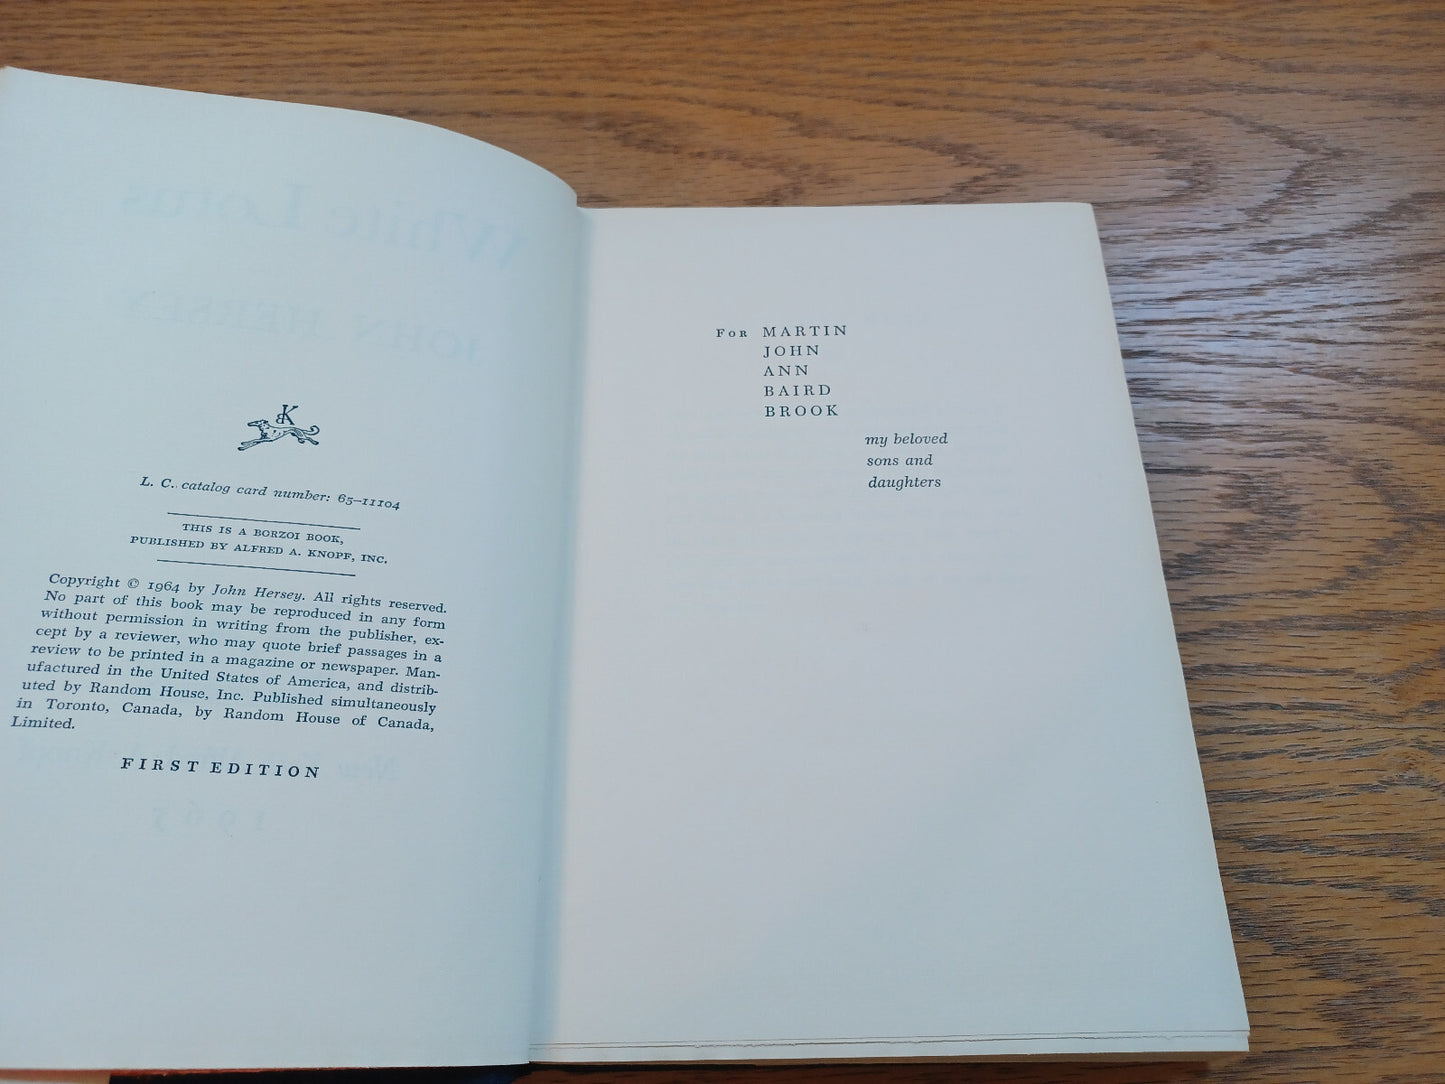 White Lotus
JOHN HERSEY
K
L. C. catalog card number: 65–11104
THIS IS A BORZOI BOOK,
PUBLISHED BY ALFRED A. KNOPF, INC.
Copyright © 1964 by John Hersey. All rights reserved.
No part of this book may be reproduced in any form
without permission in writing from the publisher, ex-
cept by a reviewer, who may quote brief passages in a
review to be printed in a magazine or newspaper. Man-
ufactured in the United States of America, and distrib-
uted by Random House, Inc. Published simultaneously
in Toronto, Canada, by Random House of Canada,
Limited.
FIRST EDITION
1965
For MARTIN
JOHN
ANN
BAIRD
BROOK
my beloved
sons and
daughters